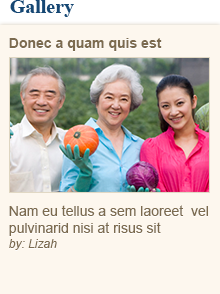 Gallery
Donec a quam quis est
Nam eu tellus a sem laoreet vel
pulvinarid nisi at risus sit
by: Lizah